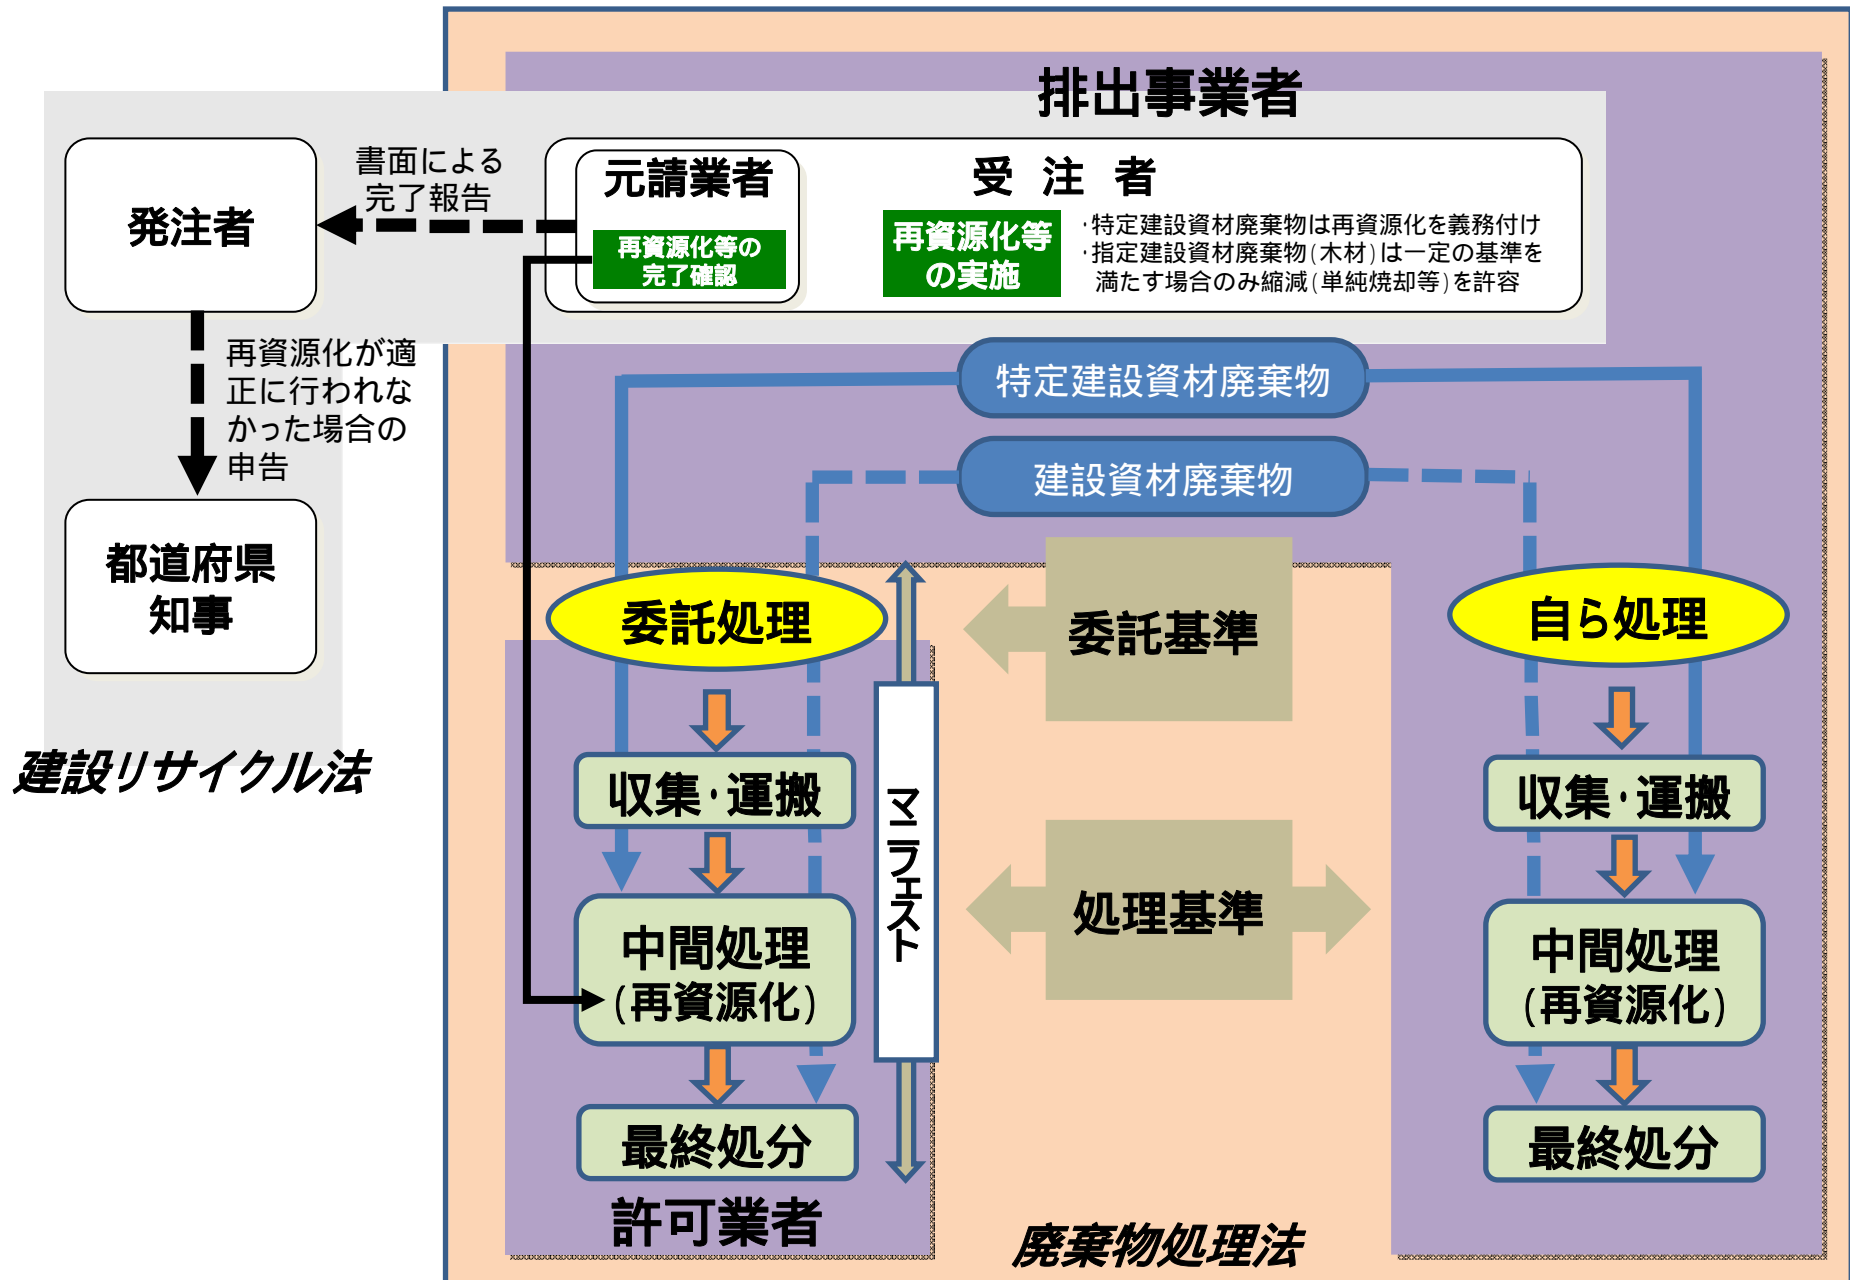 排出事業者
発注者
書面による
完了報告
元請業者
再資源化等の
完了確認
受 注 者
再資源化等
の実施
・特定建設資材廃棄物は再資源化を義務付け
・指定建設資材廃棄物(木材)は一定の基準を
満たす場合のみ縮減(単純焼却等)を許容
再資源化が適
正に行われな
かった場合の
申告
都道府県
知事
建設リサイクル法
特定建設資材廃棄物
建設資材廃棄物
委託処理
委託基準
自ら処理
収集・運搬
マニフェスト
収集・運搬
処理基準
中間処理
(再資源化)
中間処理
(再資源化)
最終処分
最終処分
許可業者
廃棄物処理法